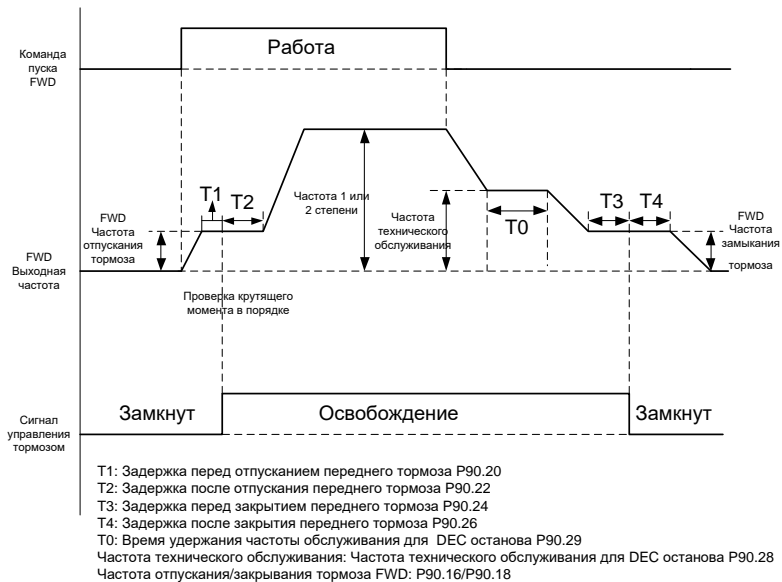 Команда
пуска
FWD
Работа
FWD
Частота
отпускания
тормоза
T1
T2
Частота 1 или
2 степени
Частота
технического
обслуживания
T0
T3
T4
FWD
Частота
замыкания
тормоза
FWD
Выходная
частота
Проверка крутящего
момента в порядке
Сигнал
управления
тормозом
Замкнут
Освобождение
Замкнут
T1: Задержка перед отпусканием переднего тормоза P90.20
T2: Задержка после отпускания переднего тормоза P90.22
T3: Задержка перед закрытием переднего тормоза P90.24
T4: Задержка после закрытия переднего тормоза P90.26
T0: Время удержания частоты обслуживания для DEC останова P90.29
Частота технического обслуживания: Частота технического обслуживания для DEC останова P90.28
Частота отпускания/закрывания тормоза FWD: P90.16/P90.18